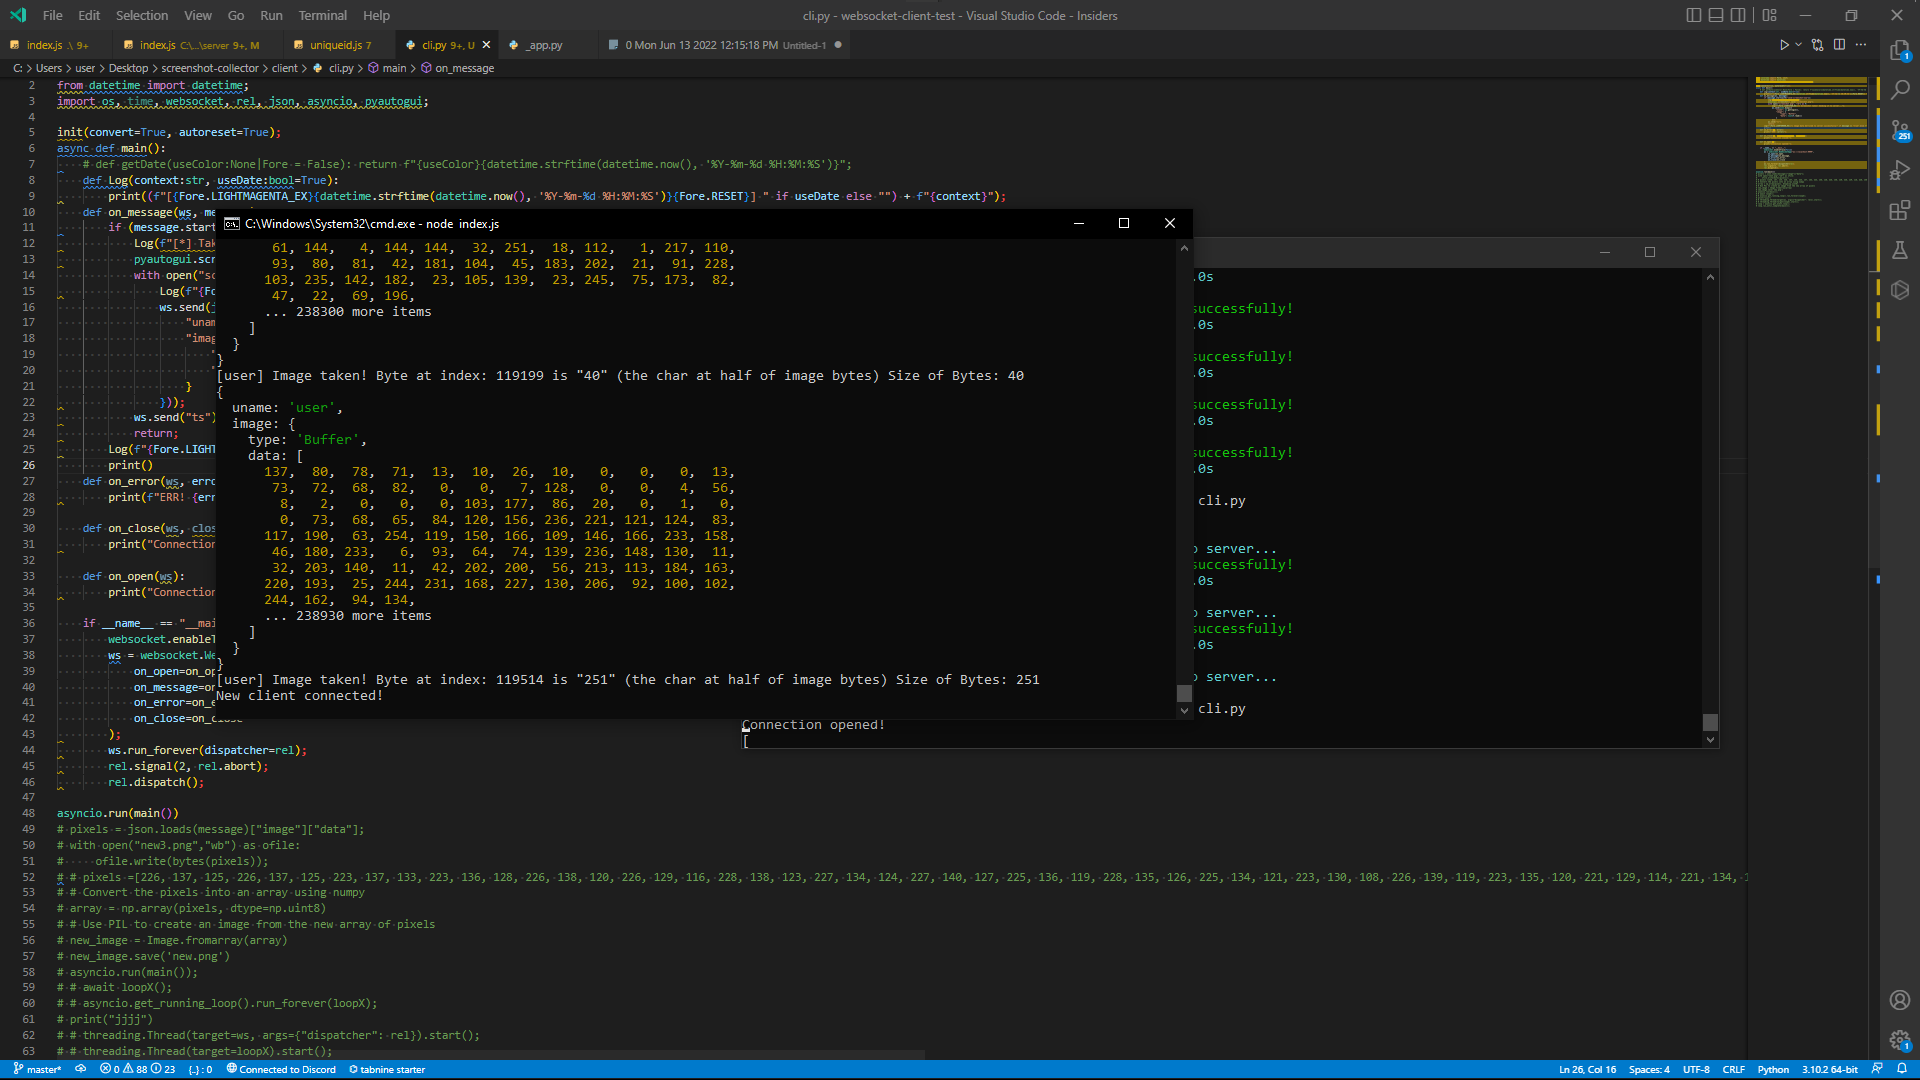 File Edit Selection View Go Run Terminal Help
cli.py - websocket-client-test - Visual Studio Code - Insiders
index.js .\ 9+ index.js C:\...\server 9+, M uniqueid.js 7 cli.py 9+, U _app.py 0 Mon Jun 13 2022 12:15:18 PM Untitled-1
C: > Users > user > Desktop > screenshot-collector > client > cli.py > main > on_message
2 from datetime import datetime;
3 import os, time, websocket, rel, json, asyncio, pyautogui;
4
5 init(convert=True, autoreset=True);
6 async def main():
7 # def getDate(useColor:None|Fore = False): return f"{useColor}{datetime.strftime(datetime.now(), '%Y-%m-%d %H:%M:%S')}";
8 def Log(context:str, useDate:bool=True):
9 print((f"[{Fore.LIGHTMAGENTA_EX}{datetime.strftime(datetime.now(), '%Y-%m-%d %H:%M:%S')}{Fore.RESET}] " if useDate else "") + f"{context}");
10 def on_message(ws, me
11 if (message.start
12 Log(f"[*] Tak
13 pyautogui.scr
14 with open("sc
15 Log(f"{Fo
16 ws.send(j
17 "unam
18 "imag
19
20
21 }
22 }));
23 ws.send("ts")
24 return;
25 Log(f"{Fore.LIGHT
26 print()
27 def on_error(ws, erro
28 print(f"ERR! {err
29
30 def on_close(ws, clos
31 print("Connection
32
33 def on_open(ws):
34 print("Connection
35
36 if __name__ == "__mai
37 websocket.enableT
38 ws = websocket.We
39 on_open=on_op
40 on_message=on
41 on_error=on_e
42 on_close=on_close
43 );
44 ws.run_forever(dispatcher=rel);
45 rel.signal(2, rel.abort);
46 rel.dispatch();
47
48 asyncio.run(main())
49 # pixels = json.loads(message)["image"]["data"];
50 # with open("new3.png","wb") as ofile:
51 # ofile.write(bytes(pixels));
52 # # pixels =[226, 137, 125, 226, 137, 125, 223, 137, 133, 223, 136, 128, 226, 138, 120, 226, 129, 116, 228, 138, 123, 227, 134, 124, 227, 140, 127, 225, 136, 119, 228, 135, 126, 225, 134, 121, 223, 130, 108, 226, 139, 119, 223, 135, 120, 221, 129, 114, 221, 134, 1
53 # # Convert the pixels into an array using numpy
54 # array = np.array(pixels, dtype=np.uint8)
55 # # Use PIL to create an image from the new array of pixels
56 # new_image = Image.fromarray(array)
57 # new_image.save('new.png')
58 # asyncio.run(main());
59 # # await loopX();
60 # # asyncio.get_running_loop().run_forever(loopX);
61 # print("jjjj")
62 # # threading.Thread(target=ws, args={"dispatcher": rel}).start();
63 # # threading.Thread(target=loopX).start();
C:\Windows\System32\cmd.exe - node index.js
61, 144, 4, 144, 144, 32, 251, 18, 112, 1, 217, 110,
93, 80, 81, 42, 181, 104, 45, 183, 202, 21, 91, 228,
103, 235, 142, 182, 23, 105, 139, 23, 245, 75, 173, 82,
47, 22, 69, 196,
... 238300 more items
]
}
}
[user] Image taken! Byte at index: 119199 is "40" (the char at half of image bytes) Size of Bytes: 40
{
uname: 'user',
image: {
type: 'Buffer',
data: [
137, 80, 78, 71, 13, 10, 26, 10, 0, 0, 0, 13,
73, 72, 68, 82, 0, 0, 7, 128, 0, 0, 4, 56,
8, 2, 0, 0, 0, 103, 177, 86, 20, 0, 1, 0,
0, 73, 68, 65, 84, 120, 156, 236, 221, 121, 124, 83,
117, 190, 63, 254, 119, 150, 166, 109, 146, 166, 233, 158,
46, 180, 233, 6, 93, 64, 74, 139, 236, 148, 130, 11,
32, 203, 140, 11, 42, 202, 200, 56, 213, 113, 184, 163,
220, 193, 25, 244, 231, 168, 227, 130, 206, 92, 100, 102,
244, 162, 94, 134,
... 238930 more items
]
}
}
[user] Image taken! Byte at index: 119514 is "251" (the char at half of image bytes) Size of Bytes: 251
New client connected!
.0s
successfully!
.0s
successfully!
.0s
successfully!
.0s
successfully!
.0s
cli.py
o server...
successfully!
.0s
o server...
successfully!
.0s
o server...
cli.py
Connection opened!
[
1
251
1
master* 0 88 23 {..} : 0 Connected to Discord tabnine starter
Ln 26, Col 16 Spaces: 4 UTF-8 CRLF Python 3.10.2 64-bit